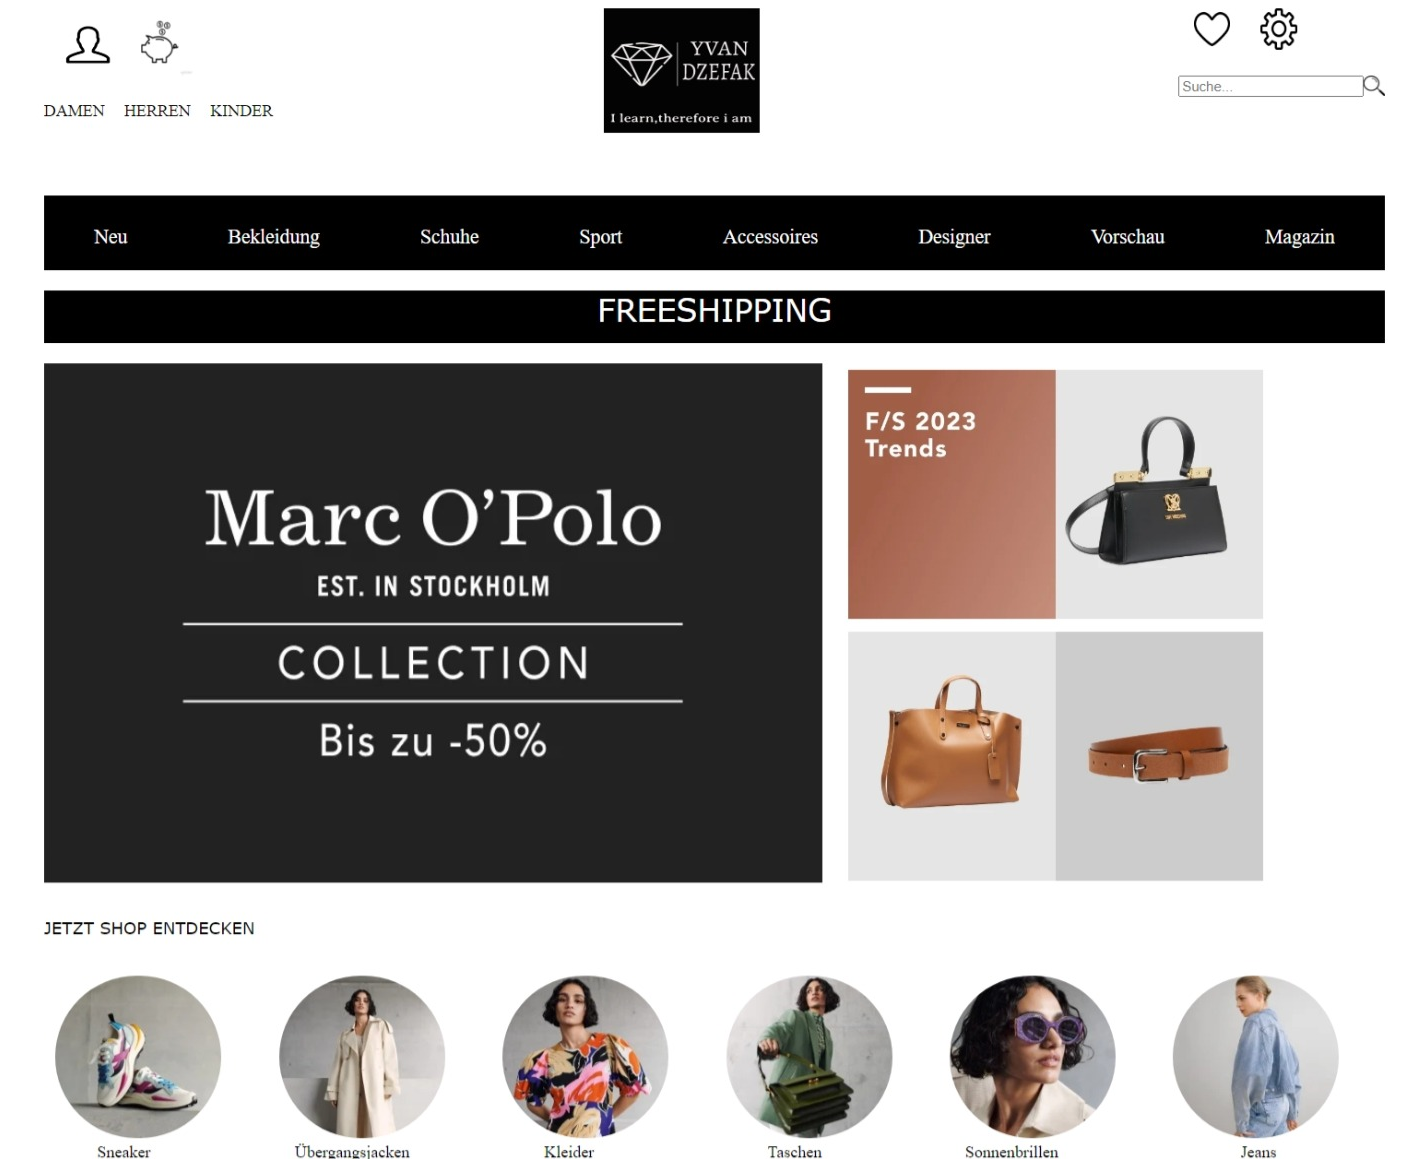 YVAN
DZEFAK
I learn,therefore i am
Suche...
DAMEN HERREN KINDER
Neu Bekleidung Schuhe Sport Accessoires Designer Vorschau Magazin
FREESHIPPING
Marc O'Polo
EST. IN STOCKHOLM
COLLECTION
Bis zu -50%
F/S 2023
Trends
JETZT SHOP ENTDECKEN
Sneaker Übergangsjacken Kleider Taschen Sonnenbrillen Jeans